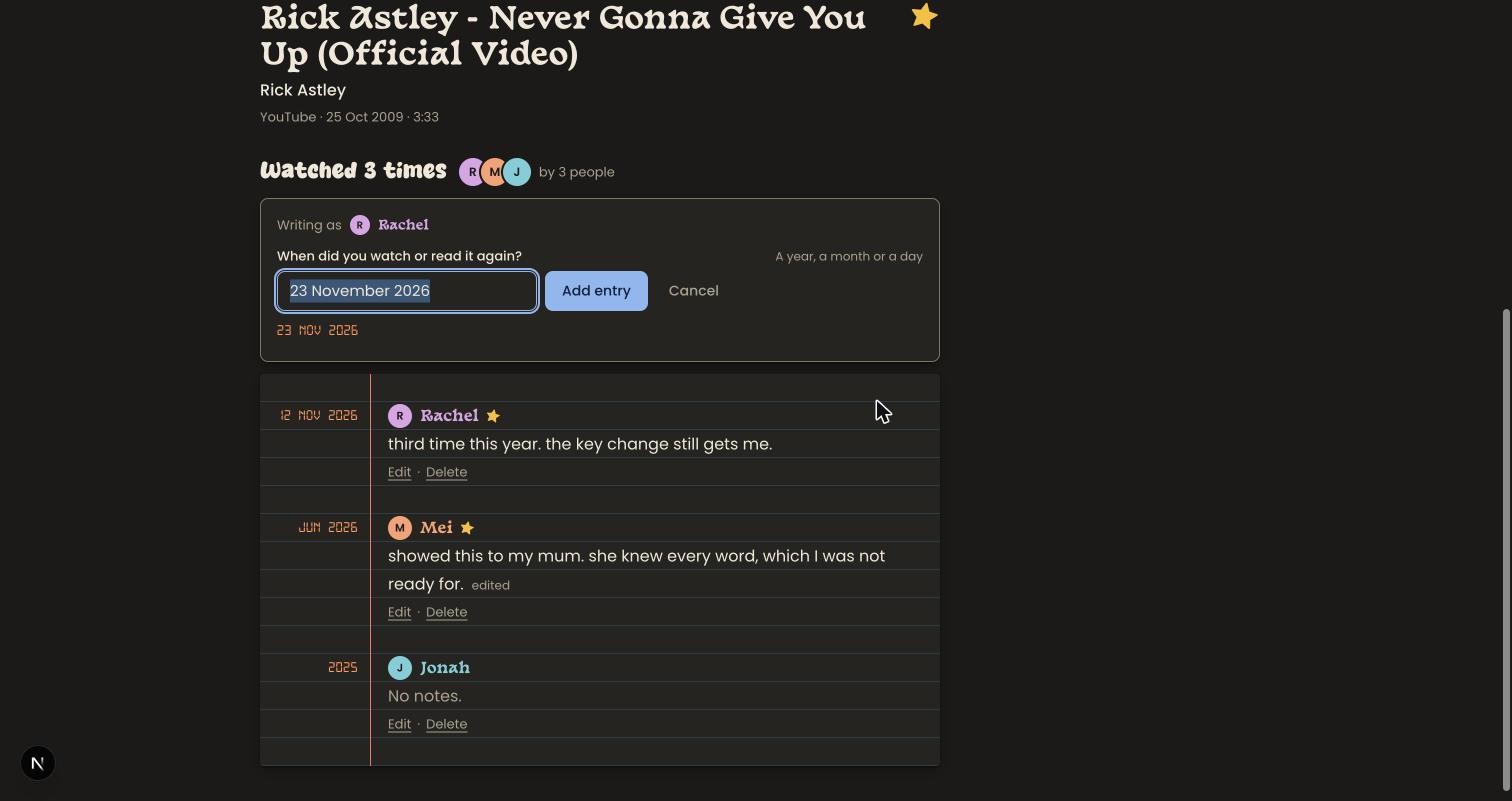 Rick Astley - Never Gonna Give You
Up (Official Video)
Rick Astley
YouTube · 25 Oct 2009 · 3:33
Watched 3 times R M J by 3 people
Writing as R Rachel
When did you watch or read it again? A year, a month or a day
23 November 2026 Add entry Cancel
23 NOV 2026
12 NOV 2026 R Rachel
third time this year. the key change still gets me.
Edit · Delete
JUN 2026 M Mei
showed this to my mum. she knew every word, which I was not
ready for. edited
Edit · Delete
2025 J Jonah
No notes.
Edit · Delete
N